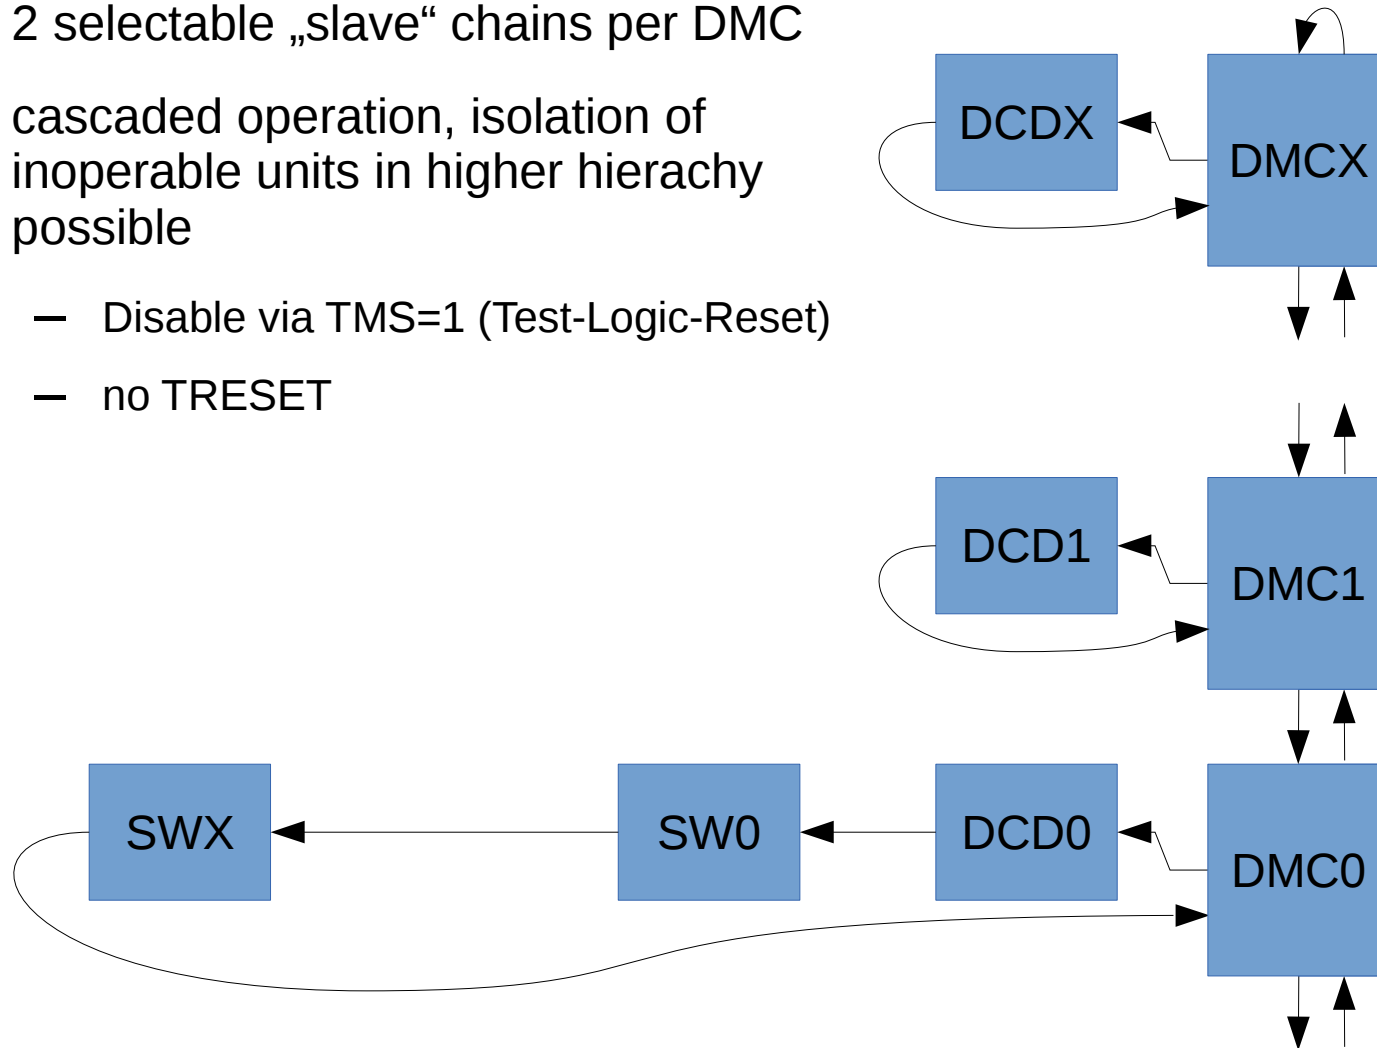 2 selectable „slave“ chains per DMC
cascaded operation, isolation of
inoperable units in higher hierachy
possible
— Disable via TMS=1 (Test-Logic-Reset)
— no TRESET
DCDX
DMCX
DCD1
DMC1
SWX
SW0
DCD0
DMC0